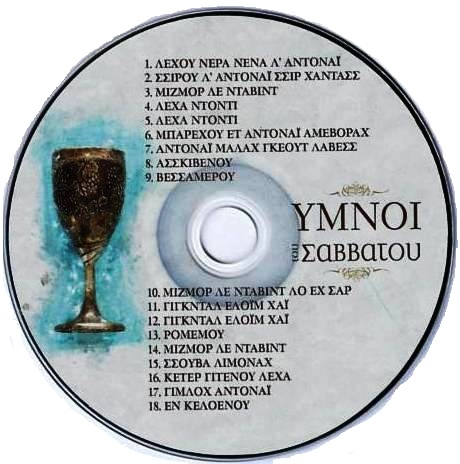 1. ΛΕΧΟΥ ΝΕΡΑ ΝΕΝΑ Λ' ΑΝΤΟΝΑΪ
2. ΣΣΙΡΟΥ Λ' ΑΝΤΟΝΑΪ ΣΣΙΡ ΧΑΝΤΑΣΣ
3. ΜΙΖΜΟΡ ΛΕ ΝΤΑΒΙΝΤ
4. ΛΕΧΑ ΝΤΟΝΤΙ
5. ΛΕΧΑ ΝΤΟΝΤΙ
6. ΜΠΑΡΕΧΟΥ ΕΤ ΑΝΤΟΝΑΪ ΑΜΕΒΟΡΑΧ
7. ΑΝΤΟΝΑΙ ΜΑΛΑΧ ΓΚΕΟΥΤ ΛΑΒΕΣΣ
8. ΑΣΣΚΙΒΕΝΟΥ
9. ΒΕΣΣΑΜΕΡΟΥ
ΥΜΝΟΙ
του Σαββατου
10. ΜΙΖΜΟΡ ΛΕ ΝΤΑΒΙΝΤ ΛΟ ΕΧ ΣΑΡ
11. ΓΙΓΚΝΤΑΛ ΕΛΟΪΜ ΧΑΪ
12. ΓΙΓΚΝΤΑΛ ΕΛΟΪΜ ΧΑΪ
13. ΡΟΜΕΜΟΥ
14. ΜΙΖΜΟΡ ΛΕ ΝΤΑΒΙΝΤ
15. ΣΣΟΥΒΑ ΛΙΜΟΝΑΧ
16. ΚΕΤΕΡ ΓΙΤΕΝΟΥ ΛΕΧΑ
17. ΓΙΜΛΟΧ ΑΝΤΟΝΑΪ
18. ΕΝ ΚΕΛΟΕΝΟΥ